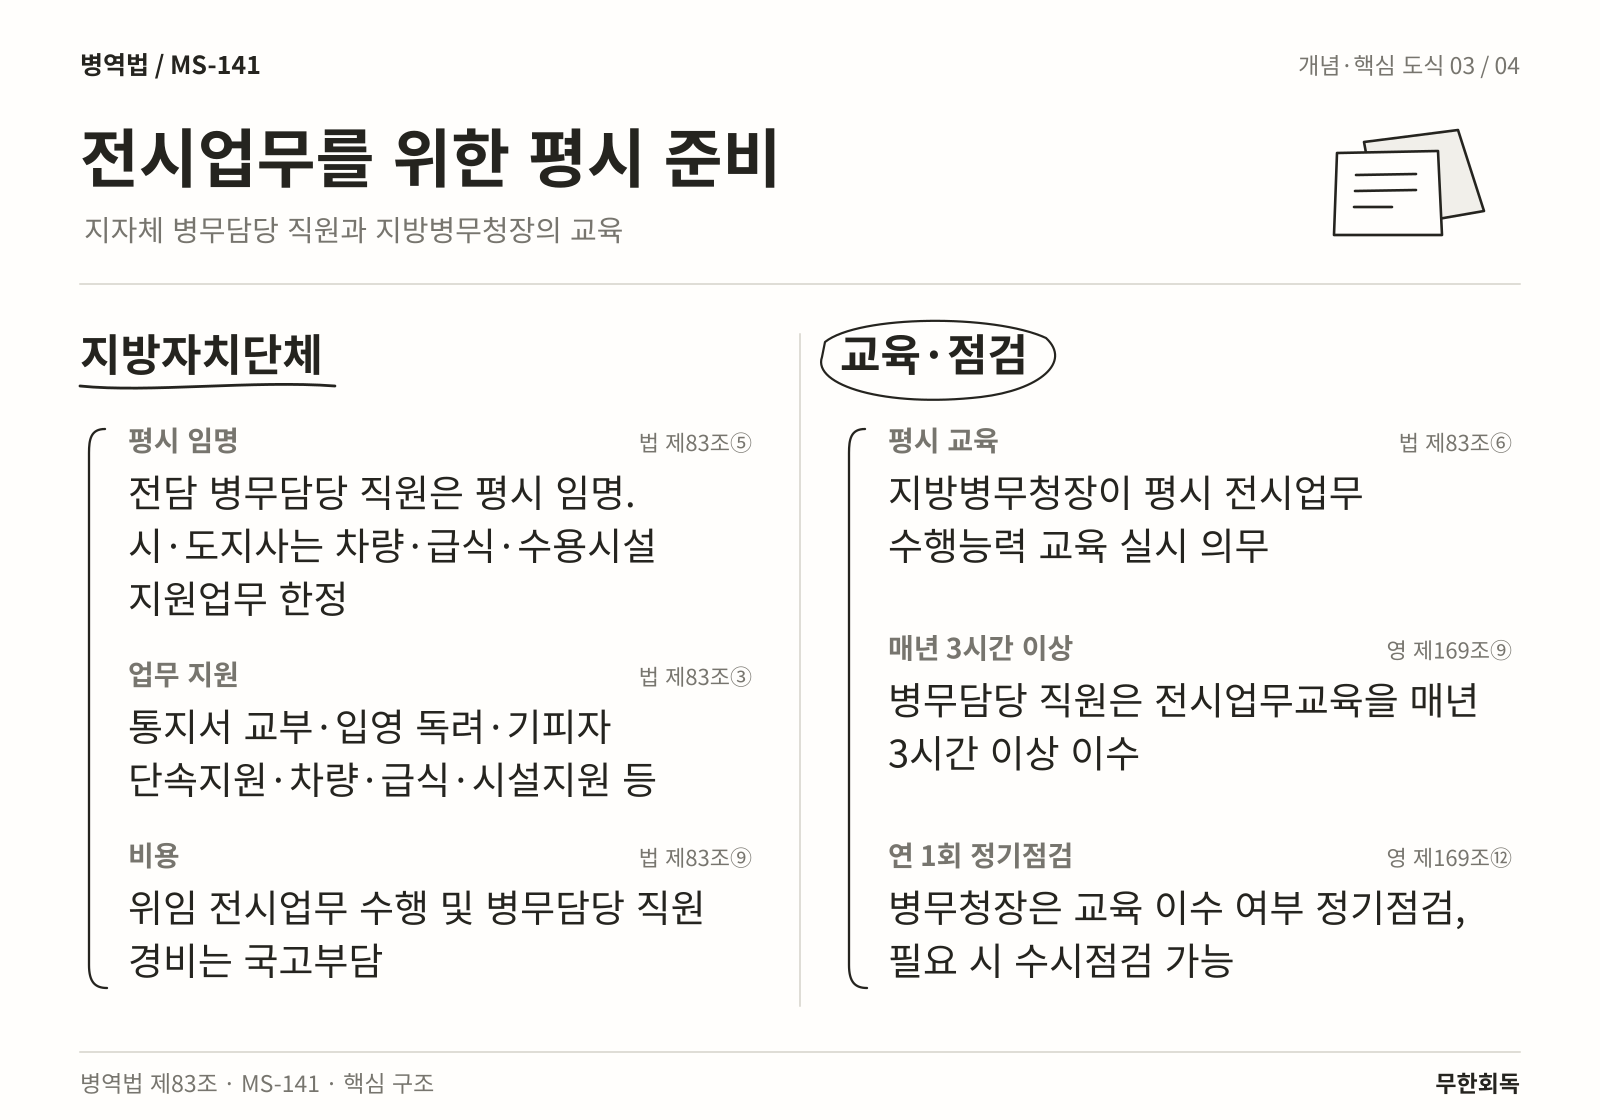 병역법 / MS-141
개념·핵심 도식 03 / 04
전시업무를 위한 평시 준비
지자체 병무담당 직원과 지방병무청장의 교육
지방자치단체
평시 임명
법 제83조⑤
전담 병무담당 직원은 평시 임명.
시·도지사는 차량·급식·수용시설
지원업무 한정
업무 지원
법 제83조③
통지서 교부·입영 독려·기피자
단속지원·차량·급식·시설지원 등
비용
법 제83조⑨
위임 전시업무 수행 및 병무담당 직원
경비는 국고부담
교육·점검
평시 교육
법 제83조⑥
지방병무청장이 평시 전시업무
수행능력 교육 실시 의무
매년 3시간 이상
영 제169조⑨
병무담당 직원은 전시업무교육을 매년
3시간 이상 이수
연 1회 정기점검
영 제169조⑫
병무청장은 교육 이수 여부 정기점검,
필요 시 수시점검 가능
병역법 제83조 · MS-141 · 핵심 구조
무한회독